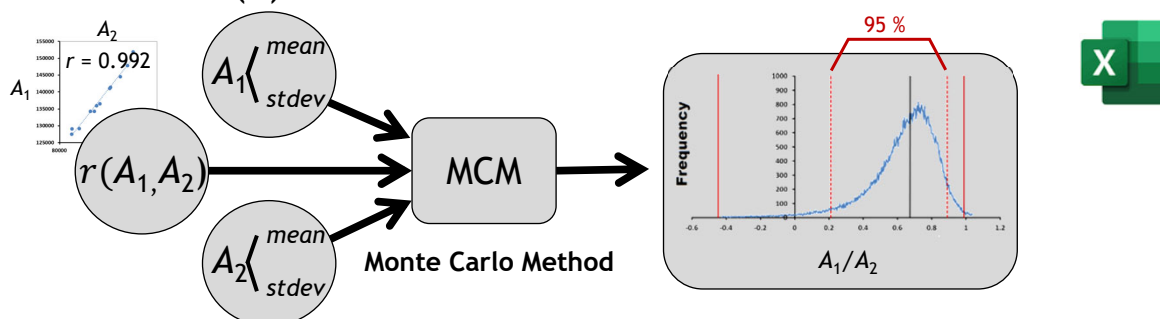 A2
155000
150000
145000
140000
135000
130000
125000
80000
r = 0.992
A1
r(A1,A2)
A1 mean
stdev
A2 mean
stdev
MCM
Monte Carlo Method
95 %
Frequency
1000
900
800
700
600
500
400
300
200
100
0
-0.6 -0.4 -0.2 0 0.2 0.4 0.6 0.8 1 1.2
A1/A2
X